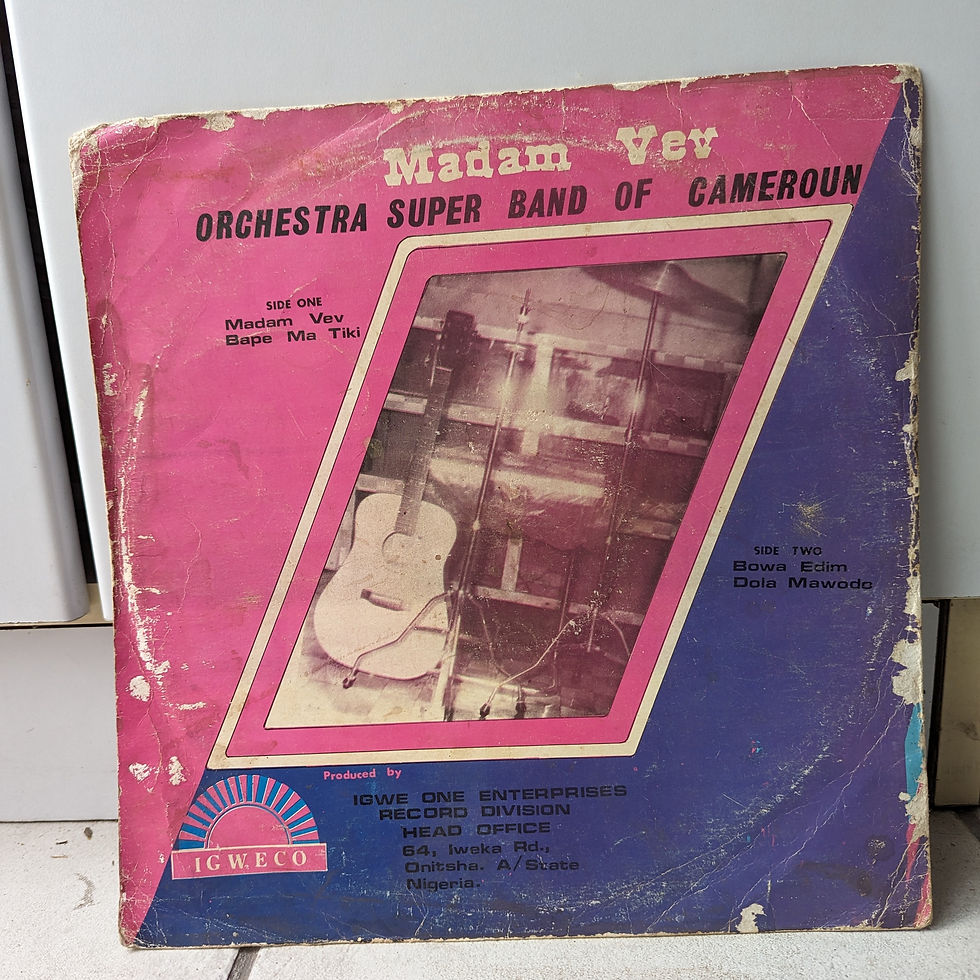 Madam Vev
ORCHESTRA SUPER BAND OF CAMEROUN
SIDE ONE
Madam Vev
Bape Ma Tiki
SIDE TWO
Bowa Edim
Dola Mawodo
Produced by
IGWE ONE ENTERPRISES
RECORD DIVISION
HEAD OFFICE
64, Iweka Rd.,
Onitsha. A/State
Nigeria.
IGWECO